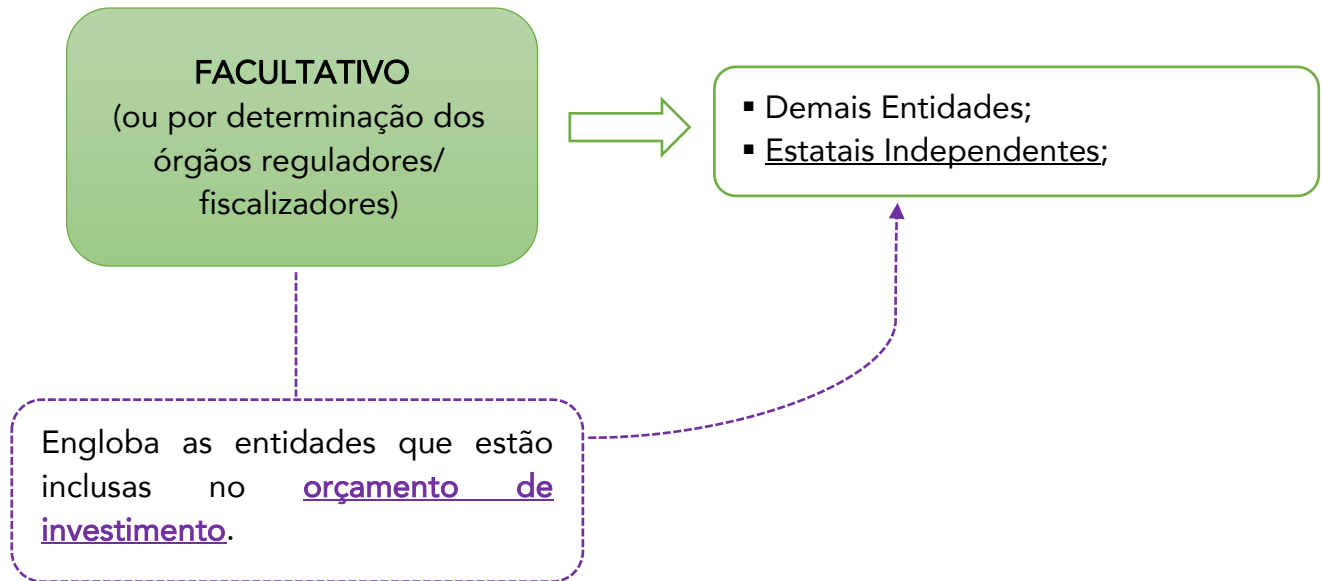 FACULTATIVO
(ou por determinação dos
órgãos reguladores/
fiscalizadores)
▪ Demais Entidades;
▪ Estatais Independentes;
Engloba as entidades que estão
inclusas no orçamento de
investimento.